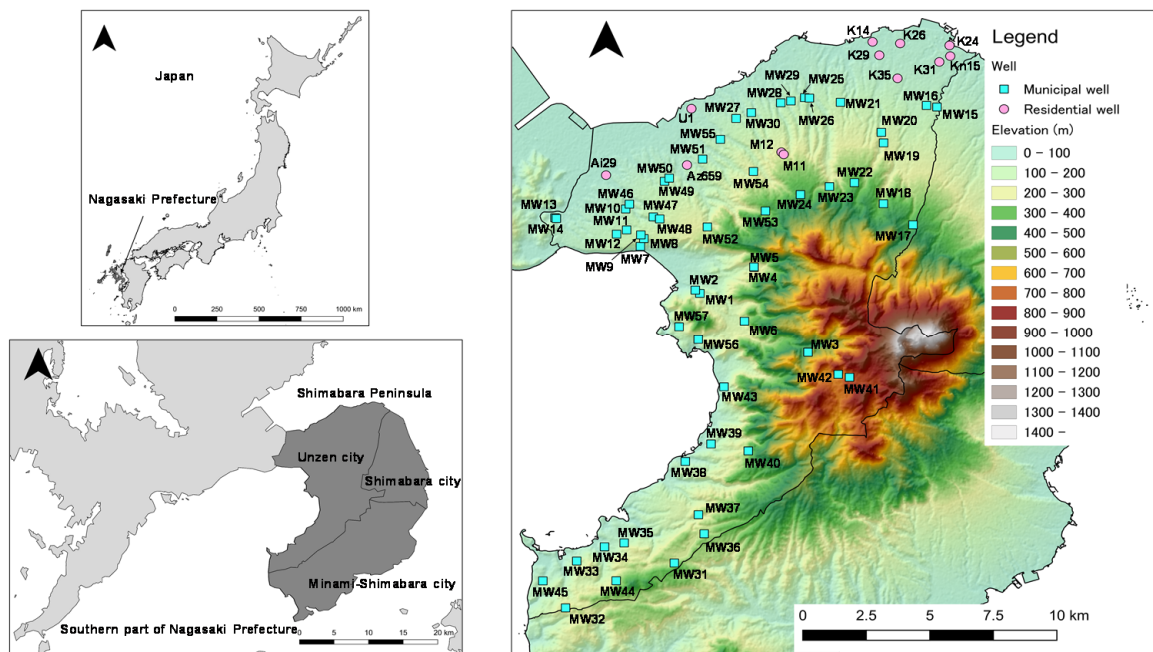 Japan
Nagasaki Prefecture
0 250 500 750 1000 km
Shimabara Peninsula
Unzen city
Shimabara city
Minami-Shimabara city
Southern part of Nagasaki Prefecture
0 5 10 15 20 km
K14
K26
K24
K29
Kn15
K31
K35
MW29
MW25
MW28
MW16
MW27
MW21
MW15
U1
MW30
MW26
MW20
MW55
M12
MW51
M11
MW19
Ai29
MW50
Az659
MW54
MW22
MW49
MW46
MW18
MW23
MW24
MW13
MW10
MW47
MW14
MW11
MW53
MW48
MW17
MW12
MW8
MW52
MW7
MW9
MW5
MW4
MW2
MW1
MW57
MW6
MW56
MW3
MW42
MW41
MW43
MW39
MW40
MW38
MW37
MW35
MW36
MW34
MW33
MW31
MW45
MW44
MW32
Legend
Well
Municipal well
Residential well
Elevation (m)
0 – 100
100 – 200
200 – 300
300 – 400
400 – 500
500 – 600
600 – 700
700 – 800
800 – 900
900 – 1000
1000 – 1100
1100 – 1200
1200 – 1300
1300 – 1400
1400 -
0 2.5 5 7.5 10 km